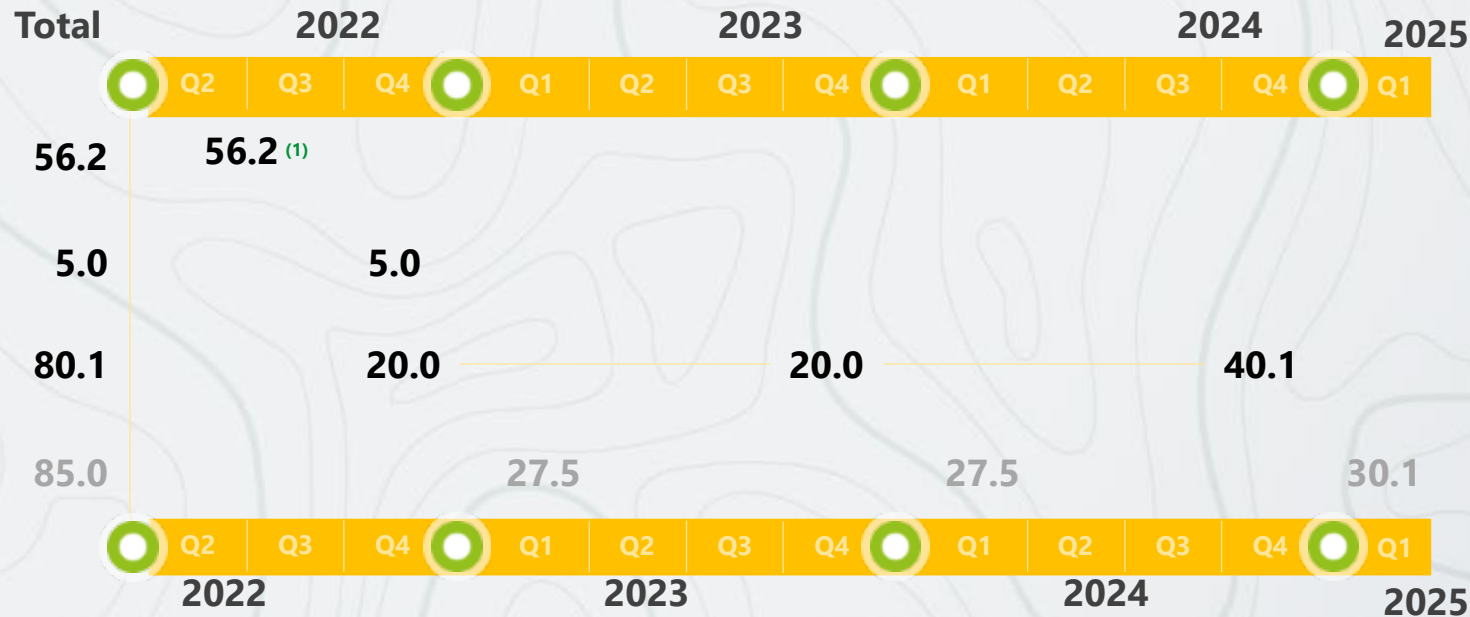 Total 2022 2023 2024 2025
Q2 Q3 Q4 Q1 Q2 Q3 Q4 Q1 Q2 Q3 Q4 Q1
56.2 56.2 (1)
5.0 5.0
80.1 20.0 20.0 40.1
85.0 27.5 27.5 30.1
Q2 Q3 Q4 Q1 Q2 Q3 Q4 Q1 Q2 Q3 Q4 Q1
2022 2023 2024 2025